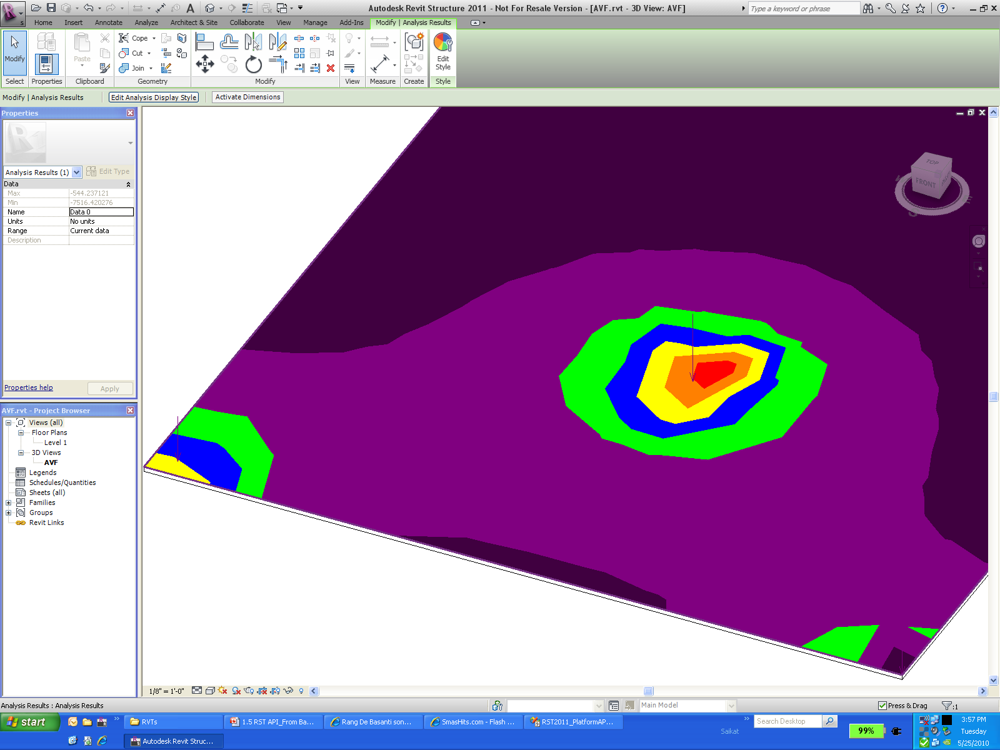 Autodesk Revit Structure 2011 - Not For Resale Version - [AVF.rvt - 3D View: AVF]
Type a keyword or phrase
Home Insert Annotate Analyze Architect & Site Collaborate View Manage Add-Ins Modify | Analysis Results
Modify
Paste
Cope
Cut
Join
Edit
Style
Select Properties Clipboard Geometry Modify View Measure Create Style
Modify | Analysis Results Edit Analysis Display Style Activate Dimensions
Properties
Analysis Results (1) Edit Type
Data
Max -544.237121
Min -7516.420276
Name Data 0
Units No units
Range Current data
Description
Properties help Apply
TOP
FRONT
AVF.rvt - Project Browser
Views (all)
Floor Plans
Level 1
3D Views
AVF
Legends
Schedules/Quantities
Sheets (all)
Families
Groups
Revit Links
1/8" = 1'-0"
Analysis Results : Analysis Results
Main Model
Press & Drag
:1
start
RVTs
1.5 RST API_From Ba...
Rang De Basanti son...
SmasHits.com - Flash ...
RST2011_PlatformAP...
Autodesk Revit Struc...
Saikat
Search Desktop
99%
3:57 PM
Tuesday
5/25/2010